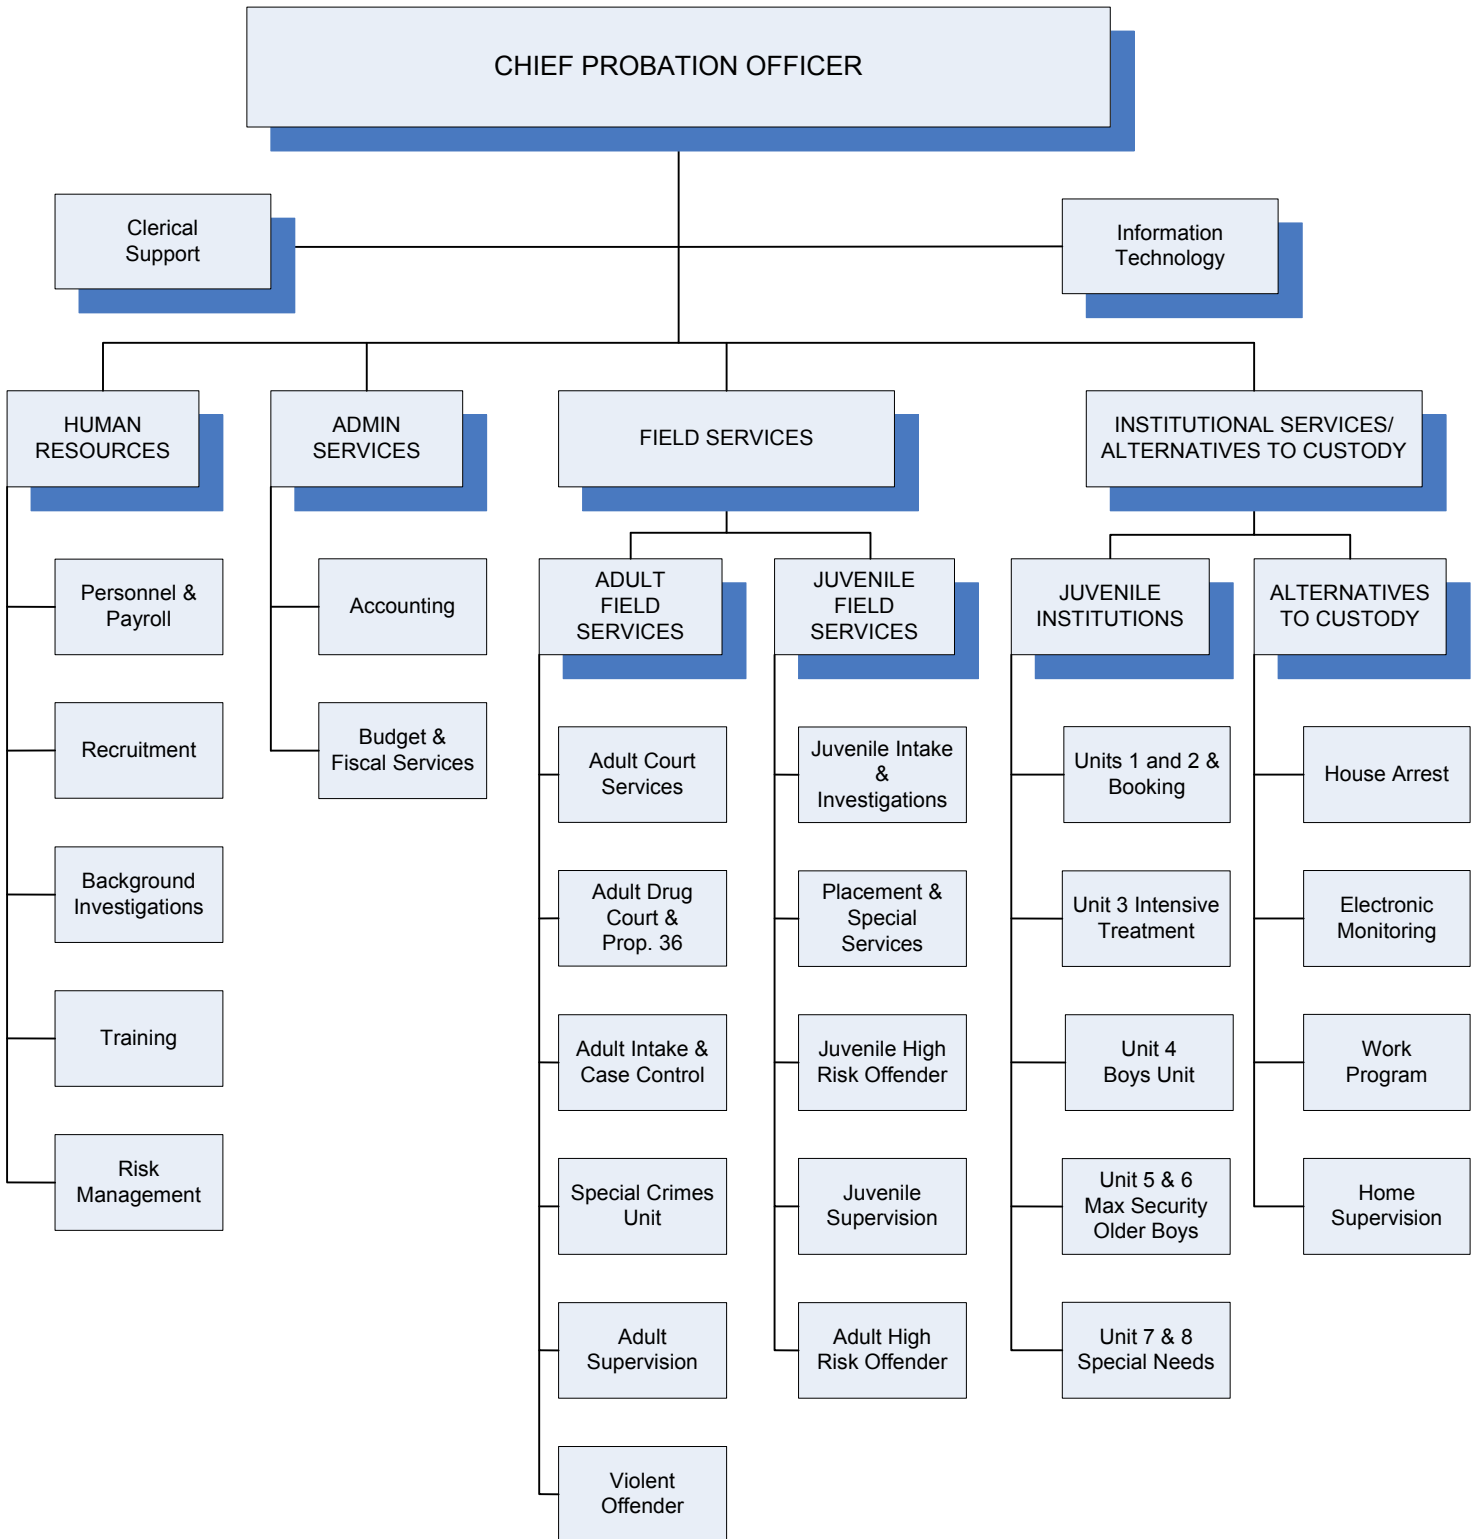 CHIEF PROBATION OFFICER
Clerical
Support
Information
Technology
HUMAN
RESOURCES
ADMIN
SERVICES
FIELD SERVICES
INSTITUTIONAL SERVICES/
ALTERNATIVES TO CUSTODY
Personnel &
Payroll
Recruitment
Background
Investigations
Training
Risk
Management
Accounting
Budget &
Fiscal Services
ADULT
FIELD
SERVICES
Adult Court
Services
Adult Drug
Court &
Prop. 36
Adult Intake &
Case Control
Special Crimes
Unit
Adult
Supervision
Violent
Offender
JUVENILE
FIELD
SERVICES
Juvenile Intake
&
Investigations
Placement &
Special
Services
Juvenile High
Risk Offender
Juvenile
Supervision
Adult High
Risk Offender
JUVENILE
INSTITUTIONS
Units 1 and 2 &
Booking
Unit 3 Intensive
Treatment
Unit 4
Boys Unit
Unit 5 & 6
Max Security
Older Boys
Unit 7 & 8
Special Needs
ALTERNATIVES
TO CUSTODY
House Arrest
Electronic
Monitoring
Work
Program
Home
Supervision